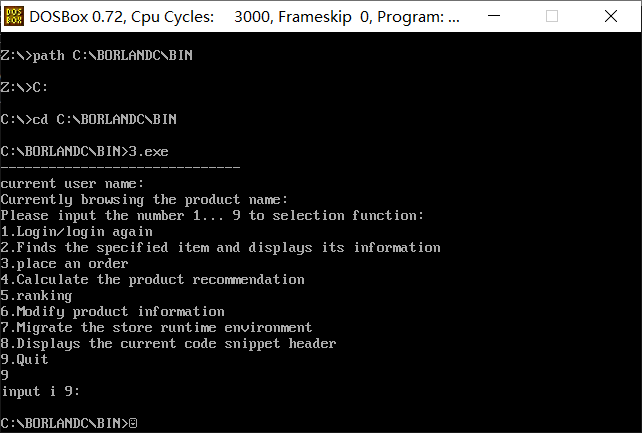 DOSBox 0.72, Cpu Cycles:     3000, Frameskip  0, Program: ...
Z:\>path C:\BORLANDC\BIN
Z:\>C:
C:\>cd C:\BORLANDC\BIN
C:\BORLANDC\BIN>3.exe
------------------------------
current user name:
Currently browsing the product name:
Please input the number 1... 9 to selection function:
1.Login/login again
2.Finds the specified item and displays its information
3.place an order
4.Calculate the product recommendation
5.ranking
6.Modify product information
7.Migrate the store runtime environment
8.Displays the current code snippet header
9.Quit
9
input i 9:
C:\BORLANDC\BIN>☺